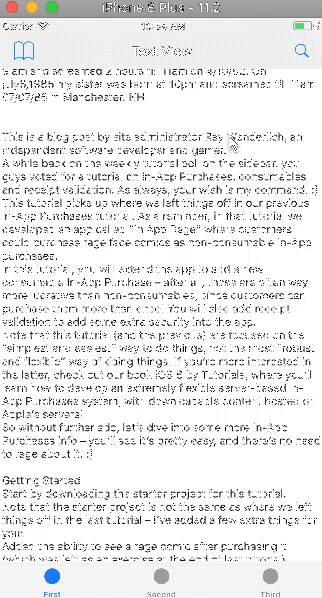 iPhone 6 Plus - 11.2
Carrier
Text View
july3,1985 my sister was born at 10pm and screamed till 11am
07/07/85 in Manchester, NH.
This is a blog post by site administrator Ray Wenderlich, an
independent software developer and gamer.
A while back on the weekly tutorial poll on the sidebar, you
guys voted for a tutorial on In-App Purchases, consumables
and receipt validation. As always, your wish is my command. :]
This tutorial picks up where we left things off in our previous
In-App Purchases tutorial. As a reminder, in that tutorial we
developed an app called "In App Rage" where customers
could purchase rage face comics as non-consumable in-app
purchases.
In this tutorial, you will extend the app to add a new
consumable In-App Purchase – after all, those are often way
more lucrative than non-consumables, since customers can
purchase them more than once! You will also add receipt
validation to add some extra security into the app.
Note that this tutorial (and the previous) are focused on the
"simplest and easiest" way to do things, not the most "robust
and flexible" way of doing things. If you're more interested in
the latter, check out our book iOS 6 by Tutorials, where you'll
learn how to develop an extremely flexible server-based In-
App Purchases system, with downloadable content hosted on
Apple's servers!
So without further ado, let's dive into some more In-App
Purchases info – you'll see it's pretty easy, and there's no need
to rage about it. :]
Getting Started
Start by downloading the starter project for this tutorial.
Note that the starter project is not the same as where we left
things off in the last tutorial – I've added a few extra things for
you:
Added the ability to see a rage comic after purchasing it
(which was left as an exercise at the end of last tutorial)
First Second Third